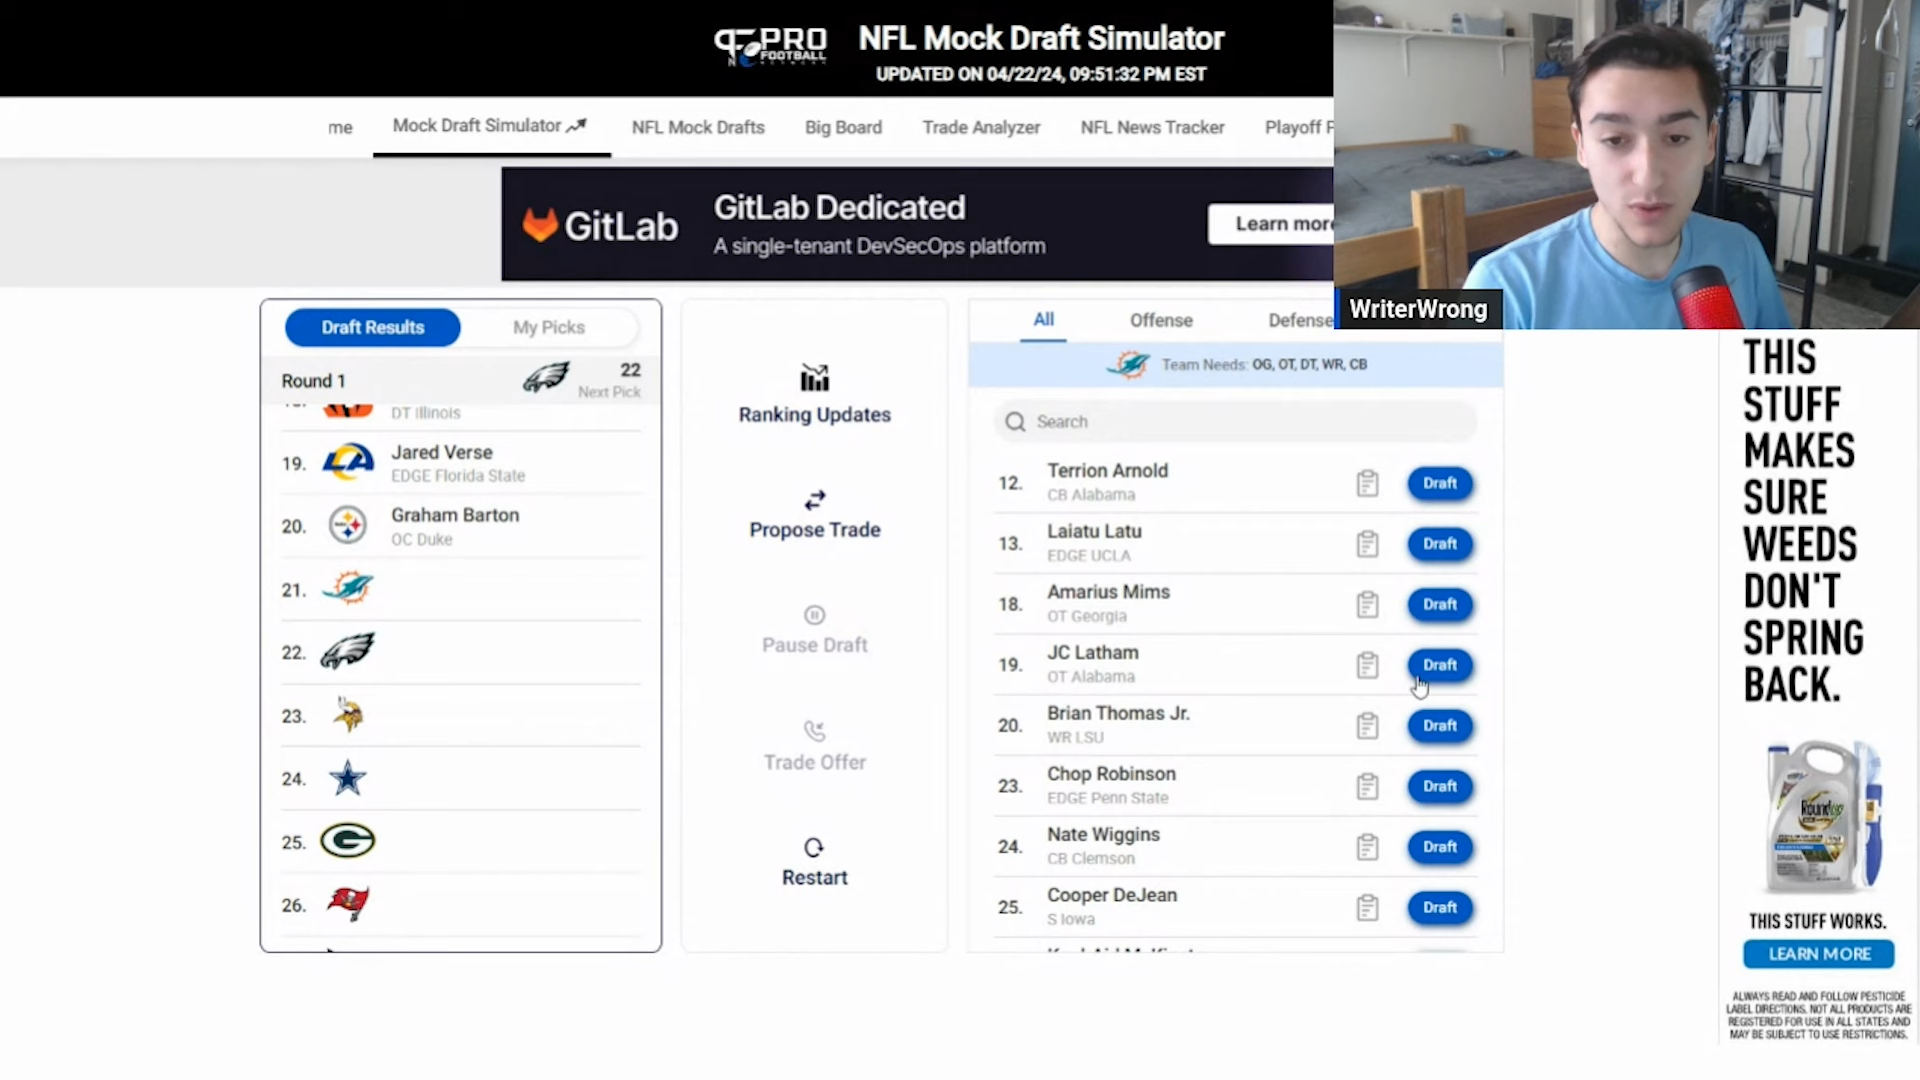 PRO
FOOTBALL
NETWORK
NFL Mock Draft Simulator
UPDATED ON 04/22/24, 09:51:32 PM EST
me
Mock Draft Simulator
NFL Mock Drafts
Big Board
Trade Analyzer
NFL News Tracker
Playoff P
GitLab
GitLab Dedicated
A single-tenant DevSecOps platform
Learn more
WriterWrong
Draft Results
My Picks
Round 1
22
Next Pick
DT Illinois
19.
Jared Verse
EDGE Florida State
20.
Graham Barton
OC Duke
21.
22.
23.
24.
25.
26.
Ranking Updates
Propose Trade
Pause Draft
Trade Offer
Restart
All
Offense
Defense
Team Needs: OG, OT, DT, WR, CB
Search
12.
Terrion Arnold
CB Alabama
Draft
13.
Laiatu Latu
EDGE UCLA
Draft
18.
Amarius Mims
OT Georgia
Draft
19.
JC Latham
OT Alabama
Draft
20.
Brian Thomas Jr.
WR LSU
Draft
23.
Chop Robinson
EDGE Penn State
Draft
24.
Nate Wiggins
CB Clemson
Draft
25.
Cooper DeJean
S Iowa
Draft
THIS
STUFF
MAKES
SURE
WEEDS
DON'T
SPRING
BACK.
Roundup
THIS STUFF WORKS.
LEARN MORE
ALWAYS READ AND FOLLOW PESTICIDE
LABEL DIRECTIONS. NOT ALL PRODUCTS ARE
REGISTERED FOR USE IN ALL STATES AND
MAY BE SUBJECT TO USE RESTRICTIONS.